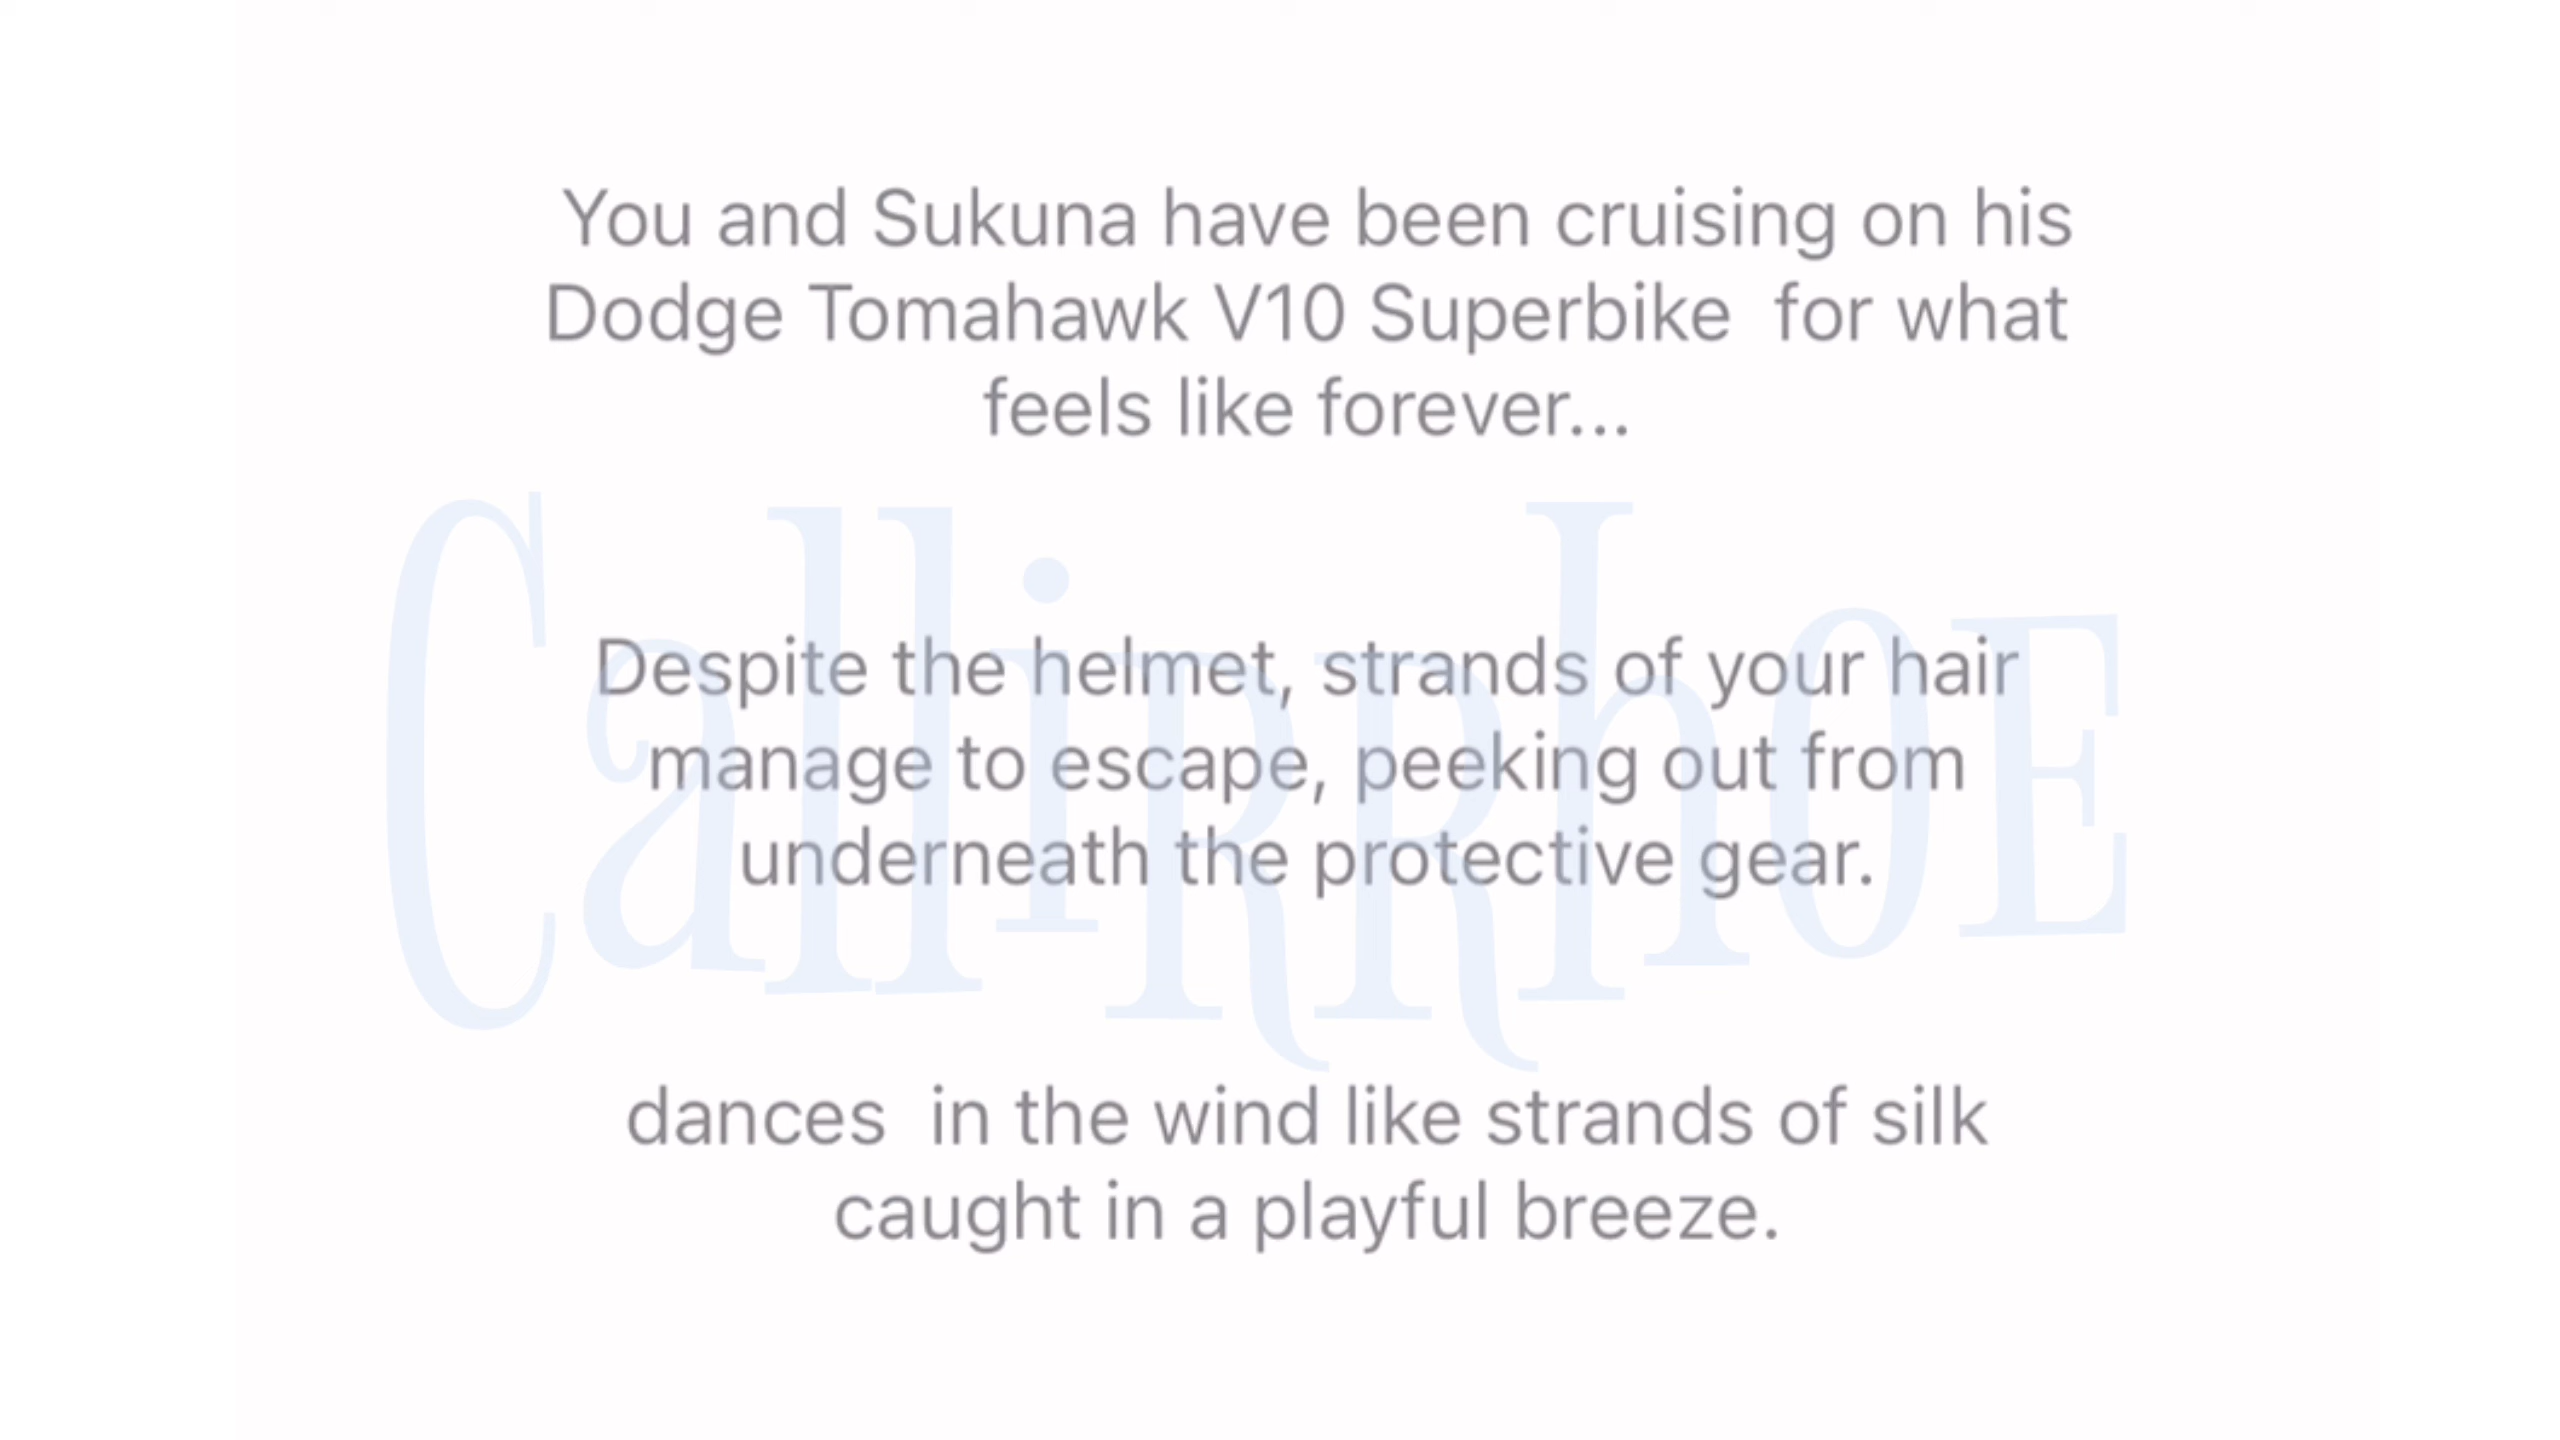 You and Sukuna have been cruising on his
Dodge Tomahawk V10 Superbike  for what
feels like forever...
CallirrhoE
Despite the helmet, strands of your hair
manage to escape, peeking out from
underneath the protective gear.
dances  in the wind like strands of silk
caught in a playful breeze.